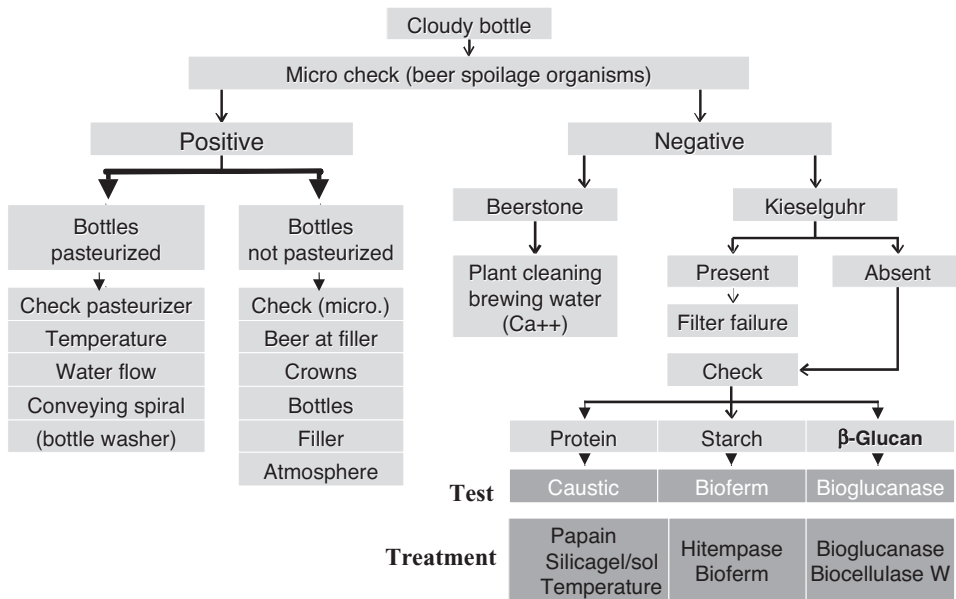 Cloudy bottle
Micro check (beer spoilage organisms)
Positive
Negative
Bottles
pasteurized
Bottles
not pasteurized
Beerstone
Kieselguhr
Check pasteurizer
Temperature
Water flow
Conveying spiral
(bottle washer)
Check (micro.)
Beer at filler
Crowns
Bottles
Filler
Atmosphere
Plant cleaning
brewing water
(Ca++)
Present
Absent
Filter failure
Check
Protein
Starch
β-Glucan
Test
Caustic
Bioferm
Bioglucanase
Treatment
Papain
Silicagel/sol
Temperature
Hitempase
Bioferm
Bioglucanase
Biocellulase W